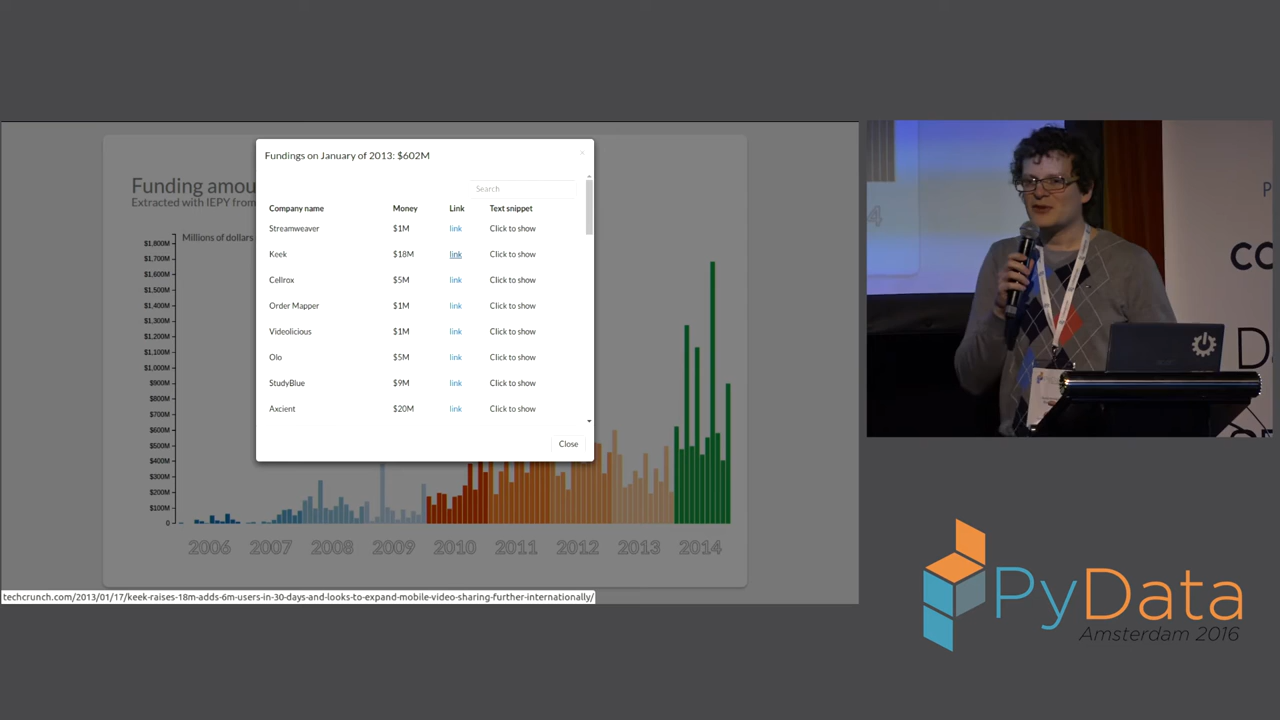 Fundings on January of 2013: $602M
×
Search
Company name Money Link Text snippet
Streamweaver $1M link Click to show
Keek $18M link Click to show
Cellrox $5M link Click to show
Order Mapper $1M link Click to show
Videolicious $1M link Click to show
Olo $5M link Click to show
StudyBlue $9M link Click to show
Axcient $20M link Click to show
Close
Funding amou
Extracted with IEPY from
Millions of dollars
$1,800M
$1,700M
$1,600M
$1,500M
$1,400M
$1,300M
$1,200M
$1,100M
$1,000M
$900M
$800M
$700M
$600M
$500M
$400M
$300M
$200M
$100M
0
2006 2007 2008 2009 2010 2011 2012 2013 2014
techcrunch.com/2013/01/17/keek-raises-18m-adds-6m-users-in-30-days-and-looks-to-expand-mobile-video-sharing-further-internationally/
4
P
co
Da
PyData
Amsterdam 2016